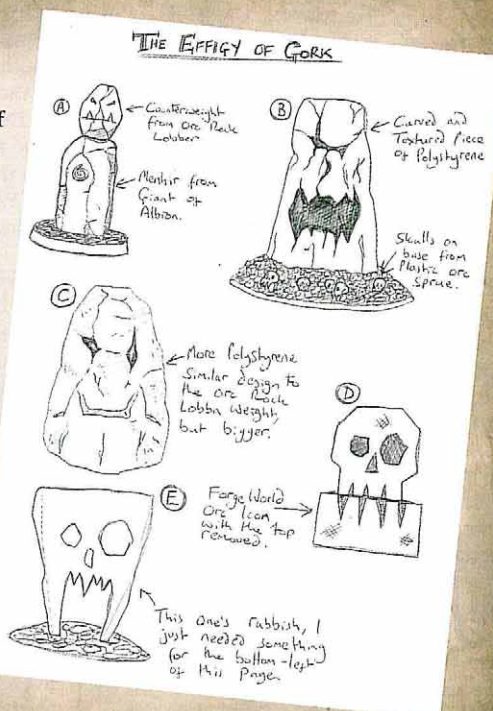 THE EFFIGY OF GORK
A
Counterweight
from Orc Rock
Lobber
Menhir from
Giant of
Albion.
B
Carved and
Textured Piece
of Polystyrene
Skulls on
base from
Plastic Orc
Sprue.
C
More Polystyrene
Similar design to
the Orc Rock
Lobba weight,
but bigger.
D
Forge World
Orc Icon
with the top
removed.
E
This one's rubbish, I
just needed something
for the bottom-left
of this page.